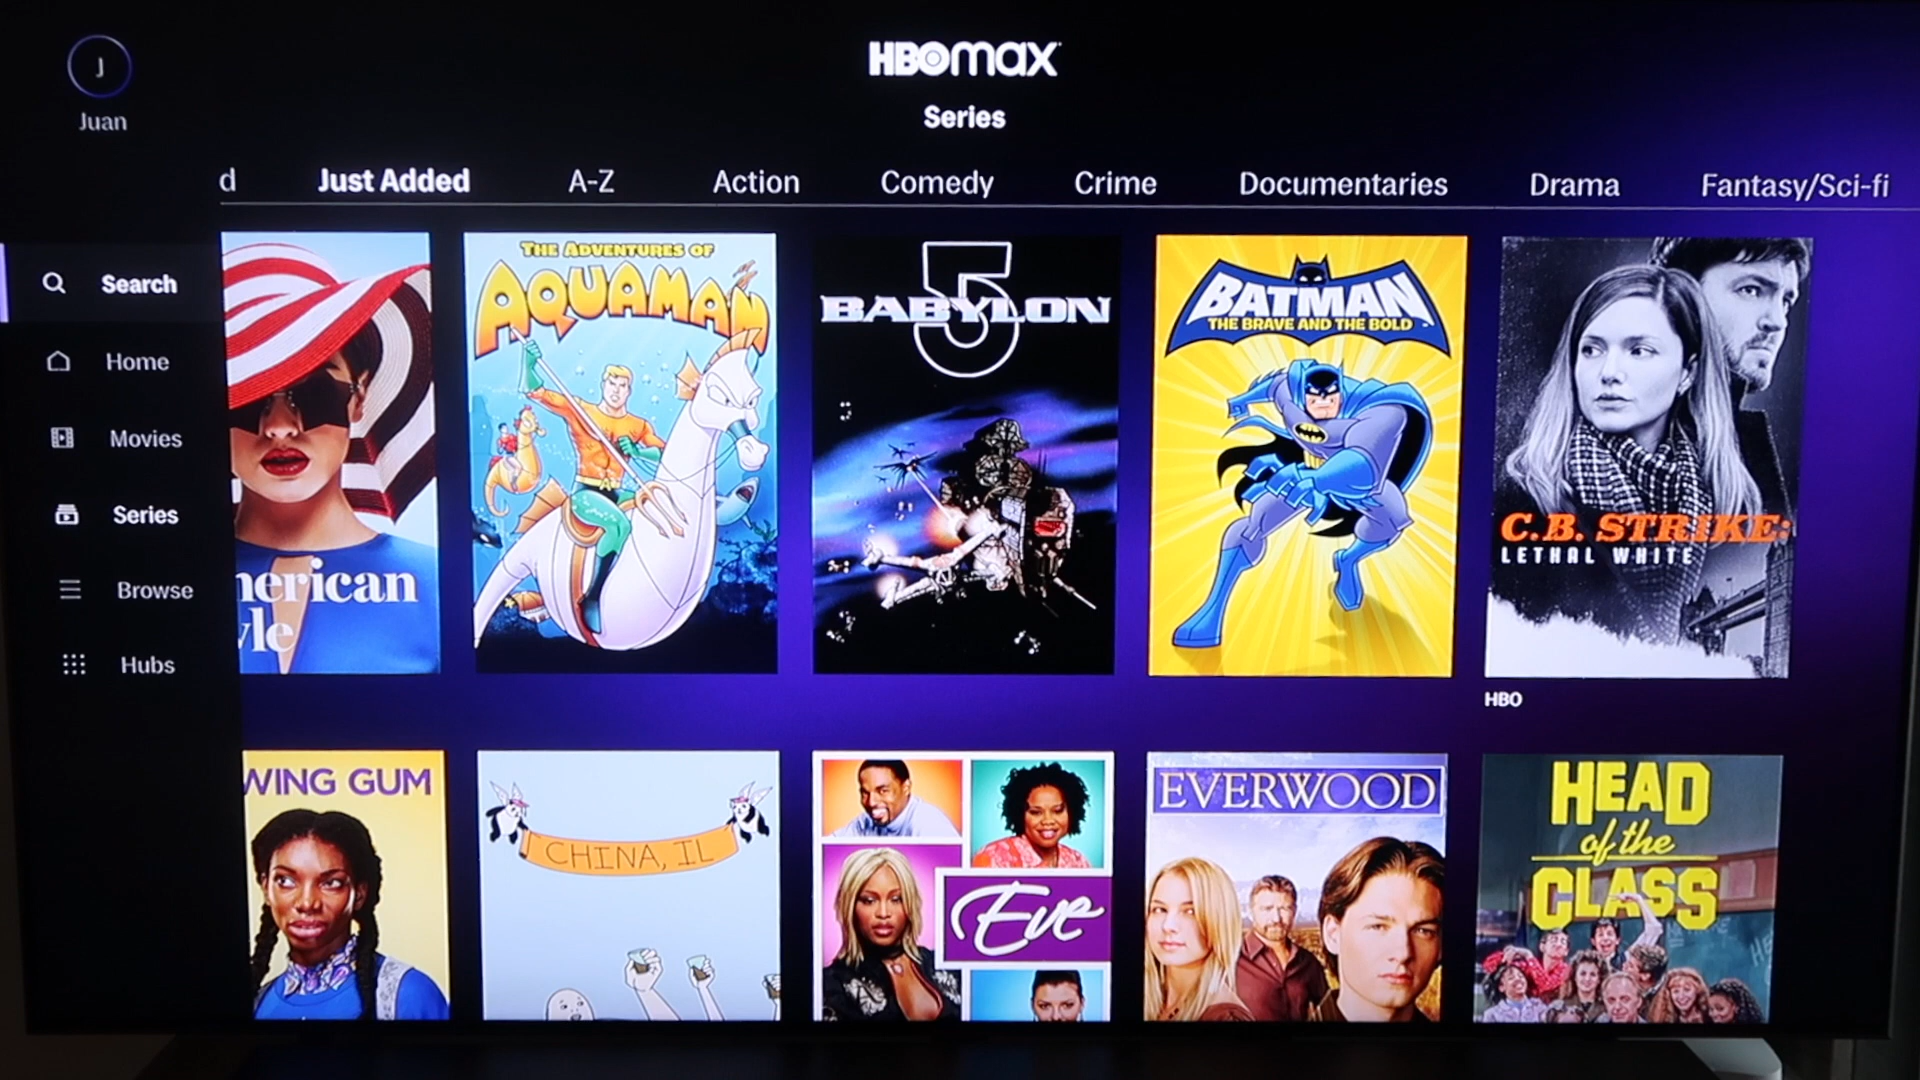 J
Juan
HBOmax
Series
d
Just Added
A-Z
Action
Comedy
Crime
Documentaries
Drama
Fantasy/Sci-fi
Search
Home
Movies
Series
Browse
Hubs
nerican
yle
THE ADVENTURES OF
AQUAMAN
BABYLON
5
BATMAN
THE BRAVE AND THE BOLD
C.B. STRIKE:
LETHAL WHITE
HBO
WING GUM
CHINA, IL
Eve
EVERWOOD
HEAD
of the
CLASS